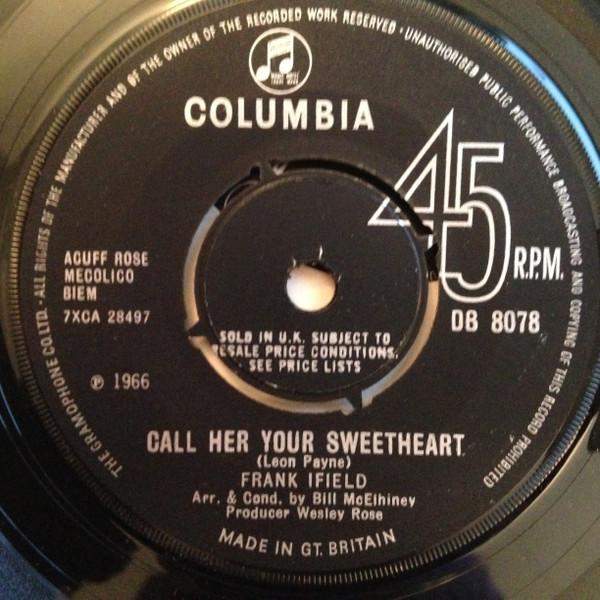 THE GRAMOPHONE CO. LTD. · ALL RIGHTS OF THE MANUFACTURER AND OF THE OWNER OF THE RECORDED WORK RESERVED · UNAUTHORISED PUBLIC PERFORMANCE BROADCASTING AND COPYING OF THIS RECORD PROHIBITED
COLUMBIA
45 R.P.M.
ACUFF ROSE
MECOLICO
BIEM
7XCA 28497
DB 8078
SOLD IN U.K. SUBJECT TO
RESALE PRICE CONDITIONS,
SEE PRICE LISTS
℗ 1966
CALL HER YOUR SWEETHEART
(Leon Payne)
FRANK IFIELD
Arr. & Cond. by Bill McElhiney
Producer Wesley Rose
MADE IN GT. BRITAIN